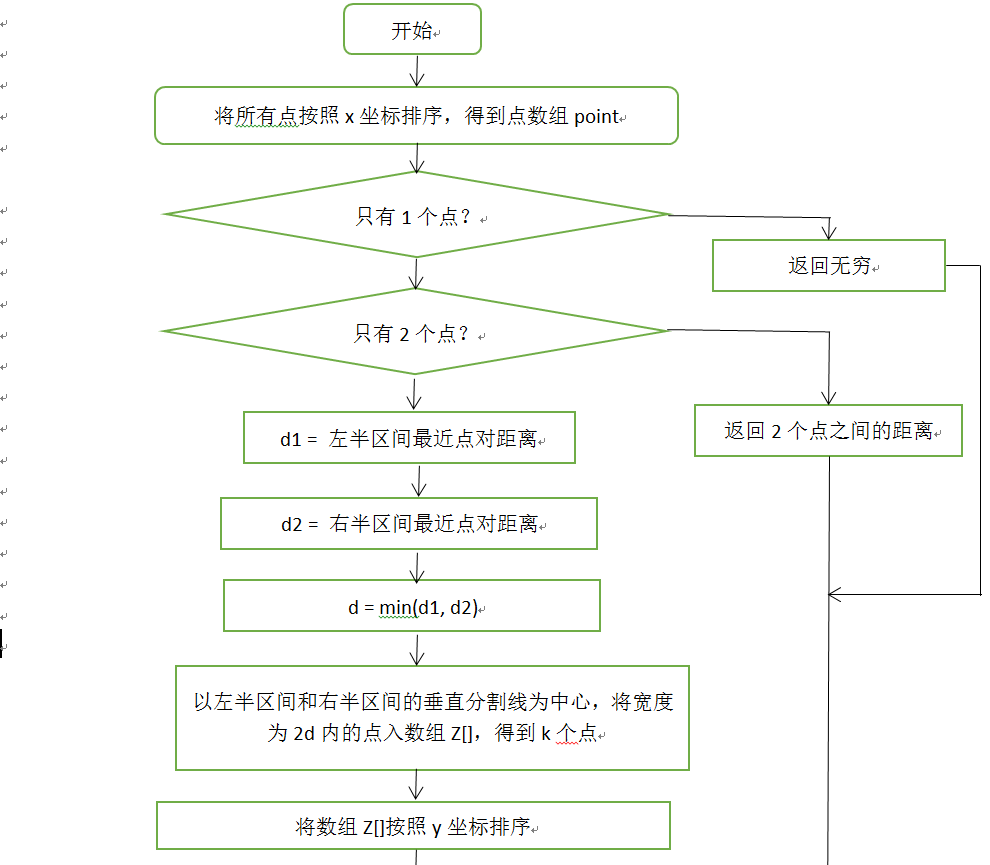 开始
将所有点按照 x 坐标排序，得到点数组 point
只有 1 个点？
返回无穷
只有 2 个点？
返回 2 个点之间的距离
d1 = 左半区间最近点对距离
d2 = 右半区间最近点对距离
d = min(d1, d2)
以左半区间和右半区间的垂直分割线为中心，将宽度
为 2d 内的点入数组 Z[]，得到 k 个点
将数组 Z[]按照 y 坐标排序